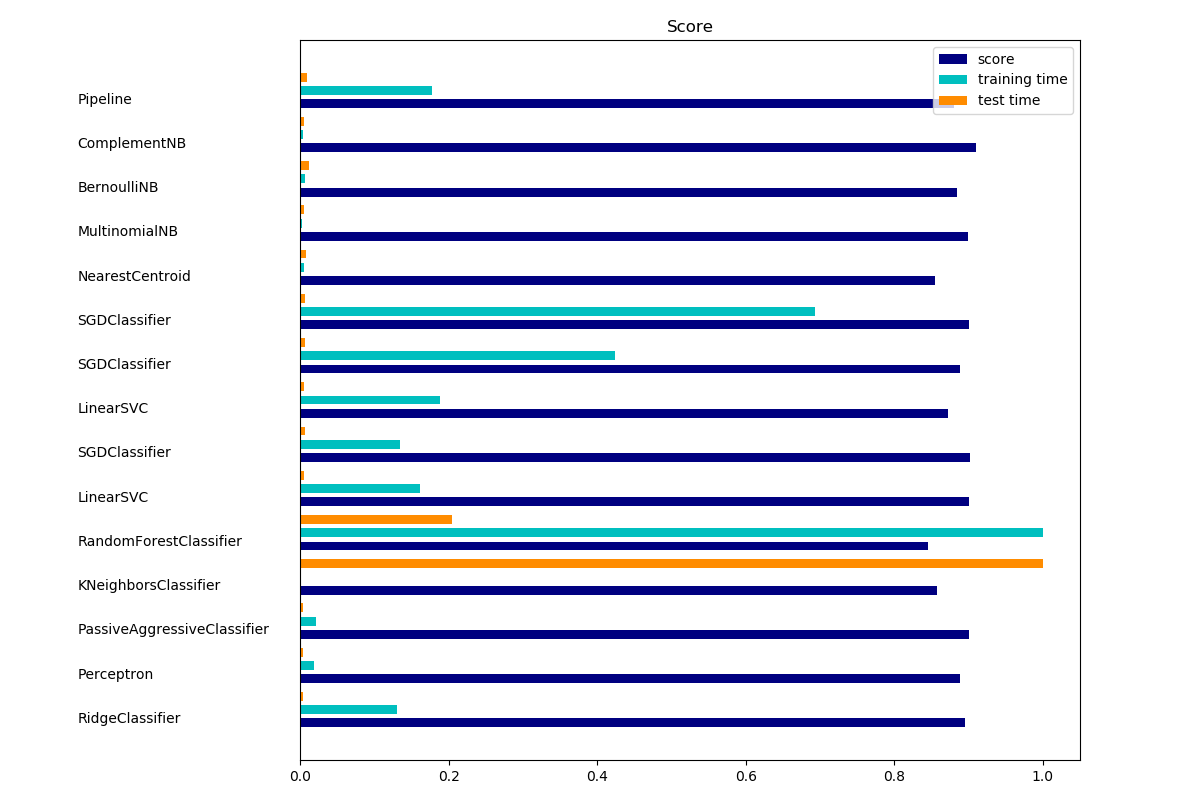 Score
score
training time
test time
Pipeline
ComplementNB
BernoulliNB
MultinomialNB
NearestCentroid
SGDClassifier
SGDClassifier
LinearSVC
SGDClassifier
LinearSVC
RandomForestClassifier
KNeighborsClassifier
PassiveAggressiveClassifier
Perceptron
RidgeClassifier
0.0 0.2 0.4 0.6 0.8 1.0